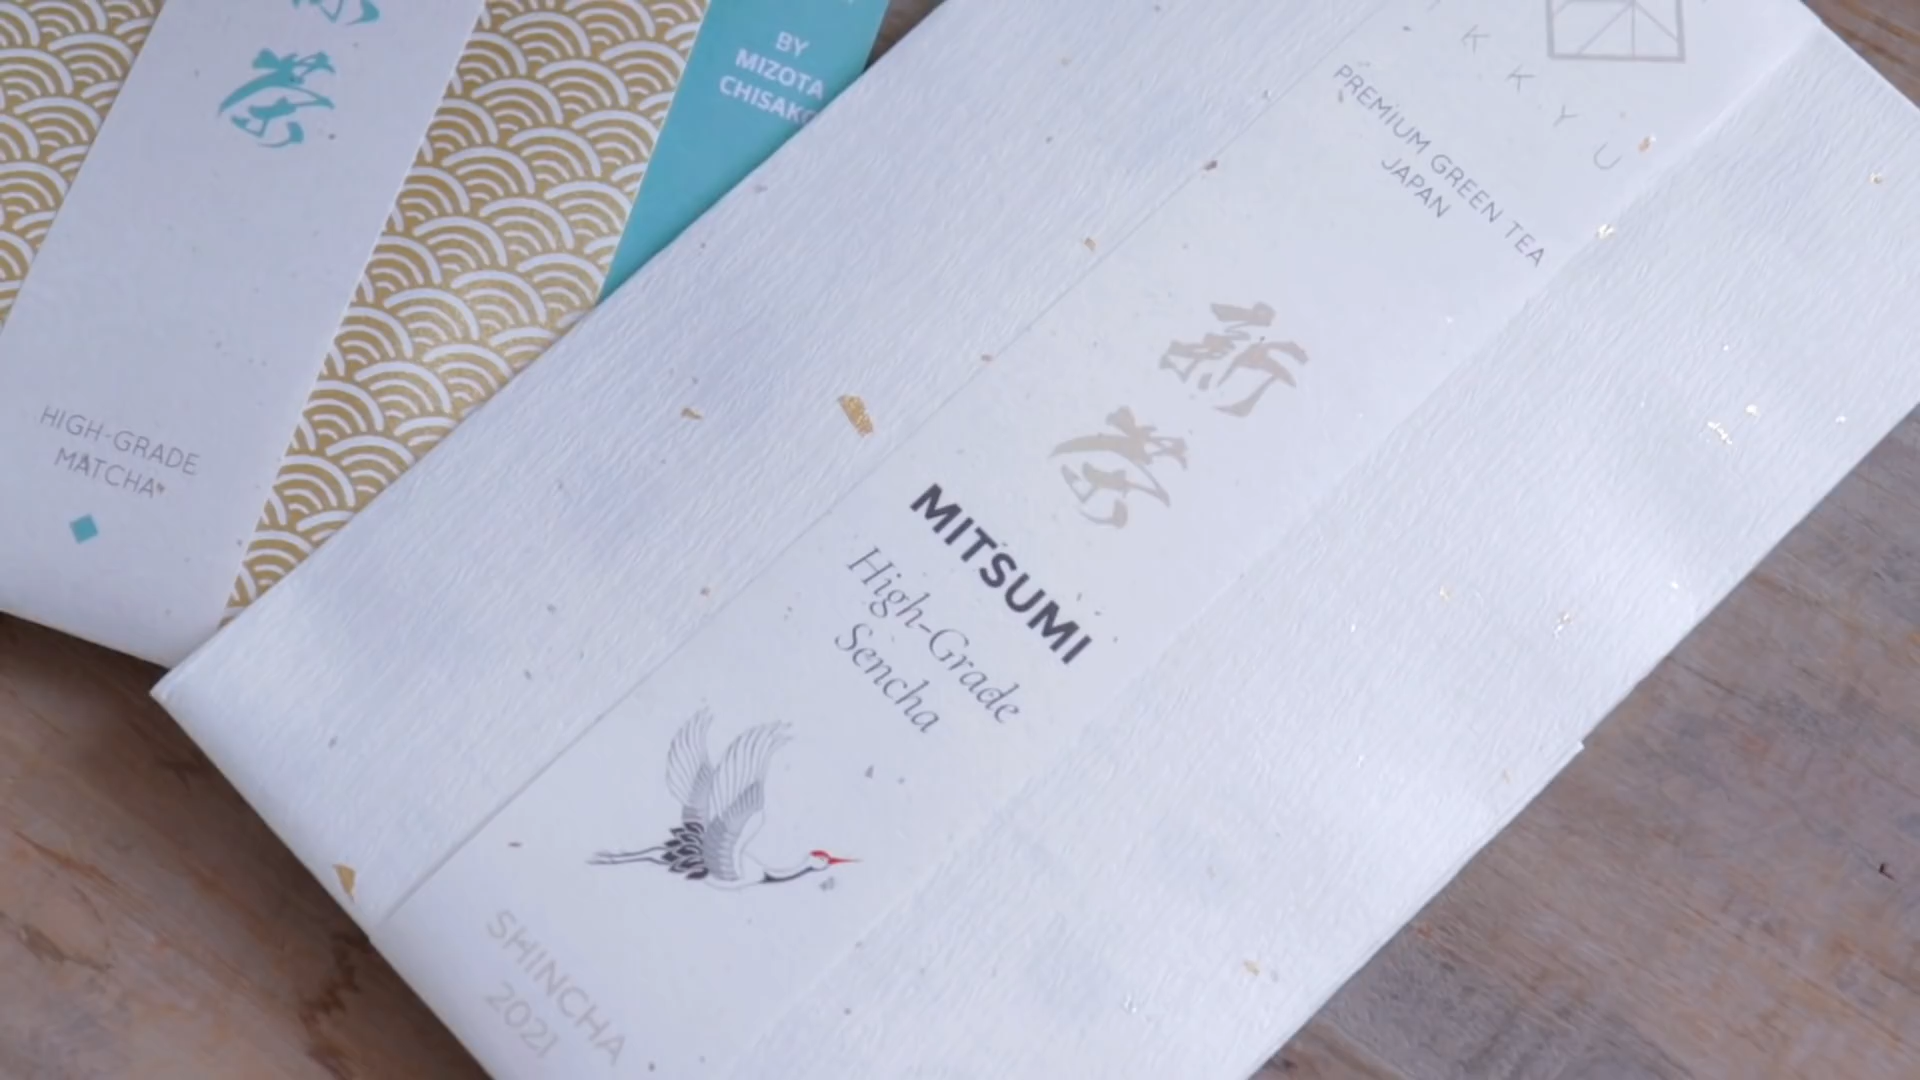 茶
HIGH-GRADE
MATCHA
BY
MIZOTA
CHISAKO
KKYU
PREMIUM GREEN TEA
JAPAN
新
茶
MITSUMI
High-Grade
Sencha
SHINCHA
2021